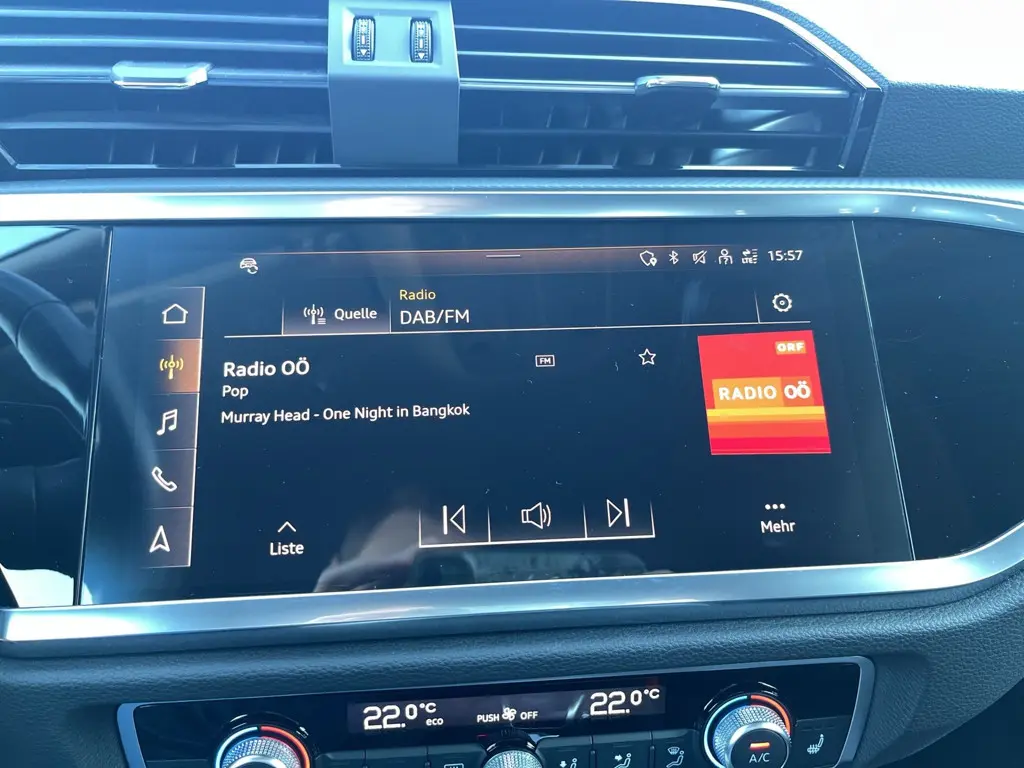 15:57
Quelle
Radio
DAB/FM
Radio OÖ
FM
Pop
Murray Head - One Night in Bangkok
ORF
RADIO OÖ
Liste
Mehr
22.0°C
eco
PUSH OFF
22.0°C
A/C